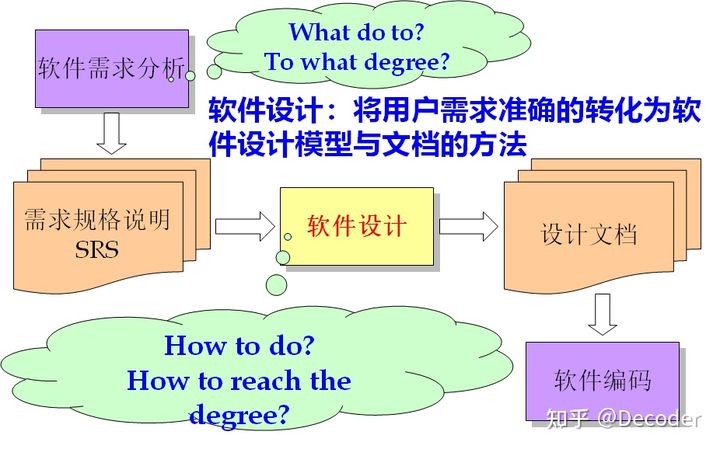 What do to?
To what degree?
软件需求分析
软件设计：将用户需求准确的转化为软
件设计模型与文档的方法
需求规格说明
SRS
软件设计
设计文档
How to do?
How to reach the
degree?
软件编码
知乎 @Decoder